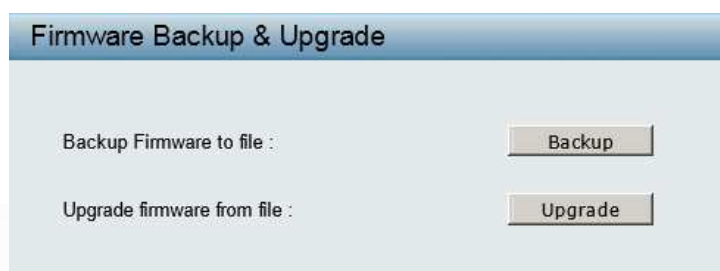 Firmware Backup & Upgrade
Backup Firmware to file : Backup
Upgrade firmware from file : Upgrade